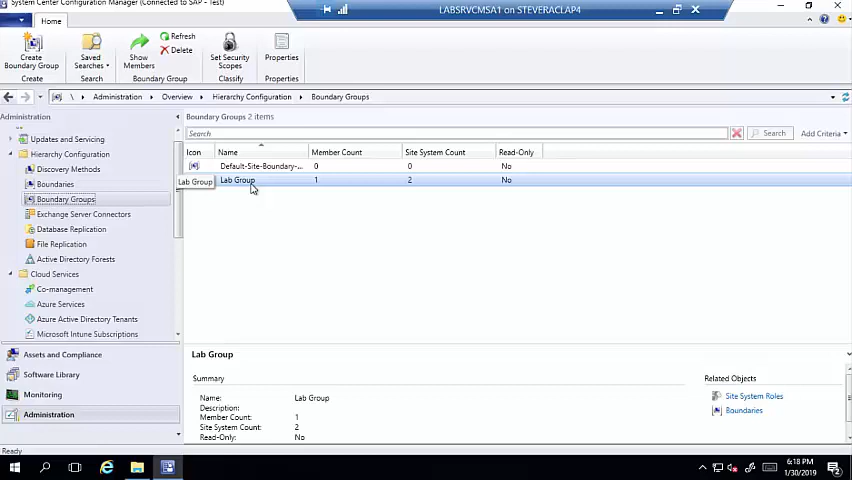 System Center Configuration Manager (Connected to SAP - Test)
LABSRVCMSA1 on STEVERACLAP4
Home
Create
Boundary Group
Saved
Searches
Show
Members
Refresh
Delete
Set Security
Scopes
Properties
Create
Search
Boundary Group
Classify
Properties
\ Administration Overview Hierarchy Configuration Boundary Groups
Administration
Updates and Servicing
Hierarchy Configuration
Discovery Methods
Boundaries
Boundary Groups
Exchange Server Connectors
Database Replication
File Replication
Active Directory Forests
Cloud Services
Co-management
Azure Services
Azure Active Directory Tenants
Microsoft Intune Subscriptions
Assets and Compliance
Software Library
Monitoring
Administration
Boundary Groups 2 items
Search
Search
Add Criteria
Icon Name Member Count Site System Count Read-Only
Default-Site-Boundary-... 0 0 No
Lab Group
Lab Group 1 2 No
Lab Group
Summary
Name: Lab Group
Description:
Member Count: 1
Site System Count: 2
Read-Only: No
Related Objects
Site System Roles
Boundaries
Ready
6:18 PM
1/30/2019
2